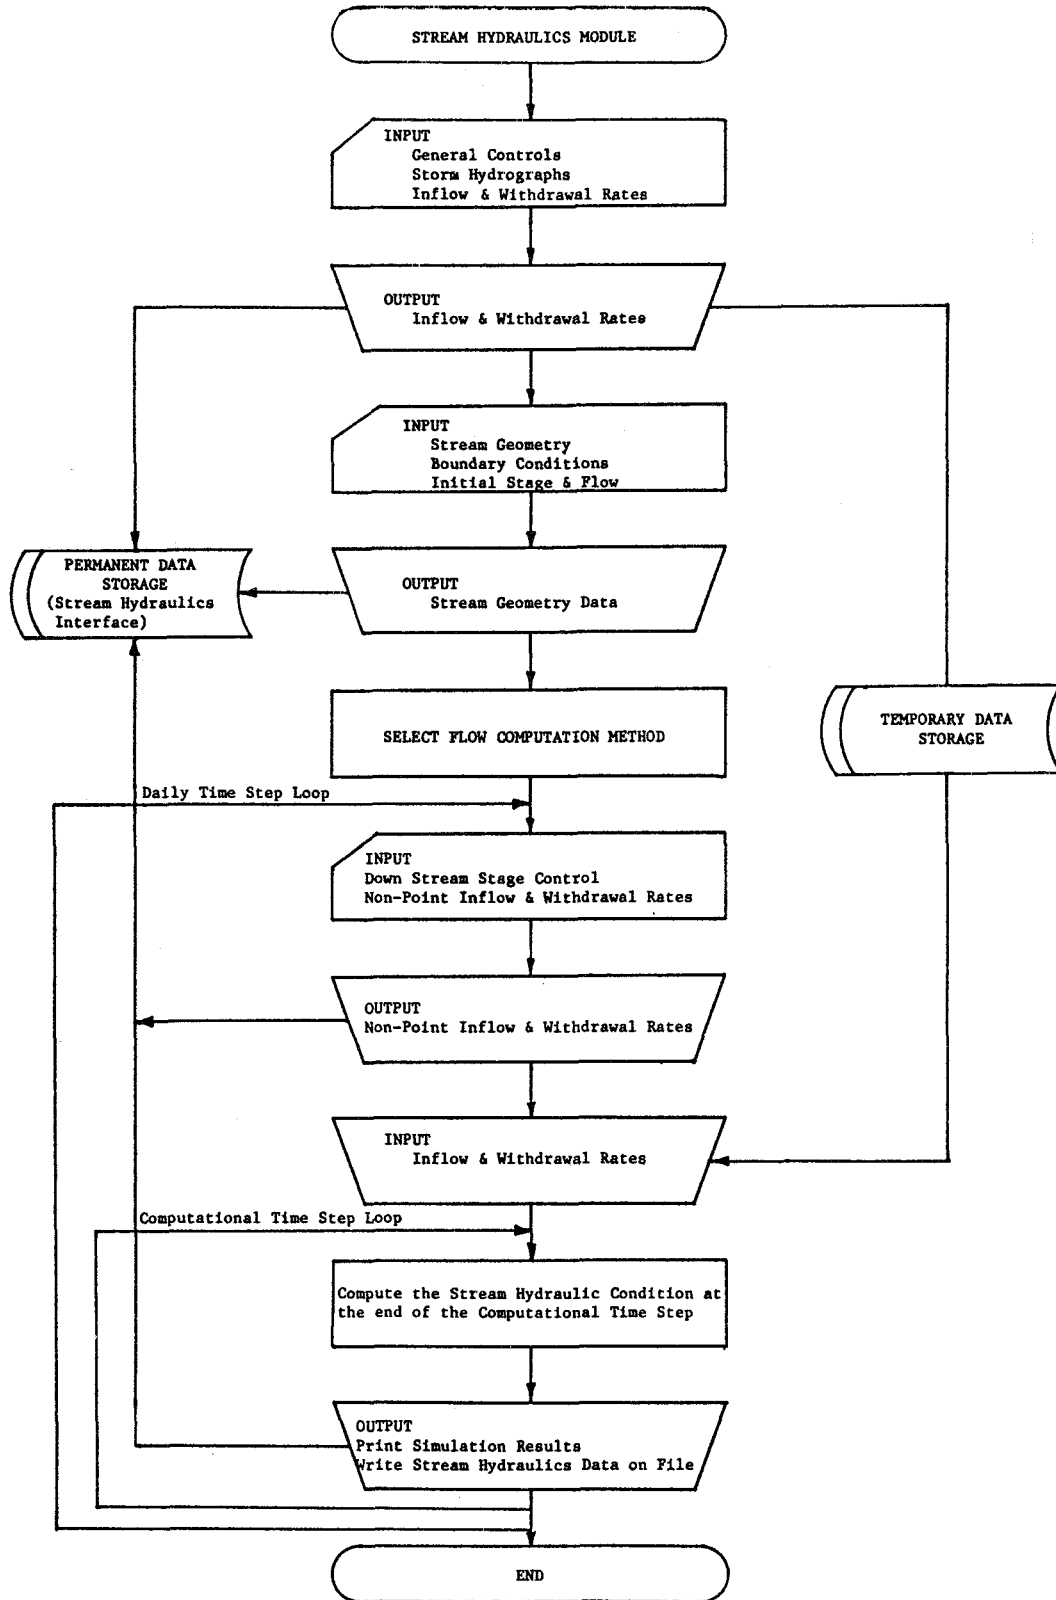 STREAM HYDRAULICS MODULE
INPUT
General Controls
Storm Hydrographs
Inflow & Withdrawal Rates
OUTPUT
Inflow & Withdrawal Rates
INPUT
Stream Geometry
Boundary Conditions
Initial Stage & Flow
PERMANENT DATA
STORAGE
(Stream Hydraulics
Interface)
OUTPUT
Stream Geometry Data
SELECT FLOW COMPUTATION METHOD
TEMPORARY DATA
STORAGE
Daily Time Step Loop
INPUT
Down Stream Stage Control
Non-Point Inflow & Withdrawal Rates
OUTPUT
Non-Point Inflow & Withdrawal Rates
INPUT
Inflow & Withdrawal Rates
Computational Time Step Loop
Compute the Stream Hydraulic Condition at
the end of the Computational Time Step
OUTPUT
Print Simulation Results
Write Stream Hydraulics Data on File
END